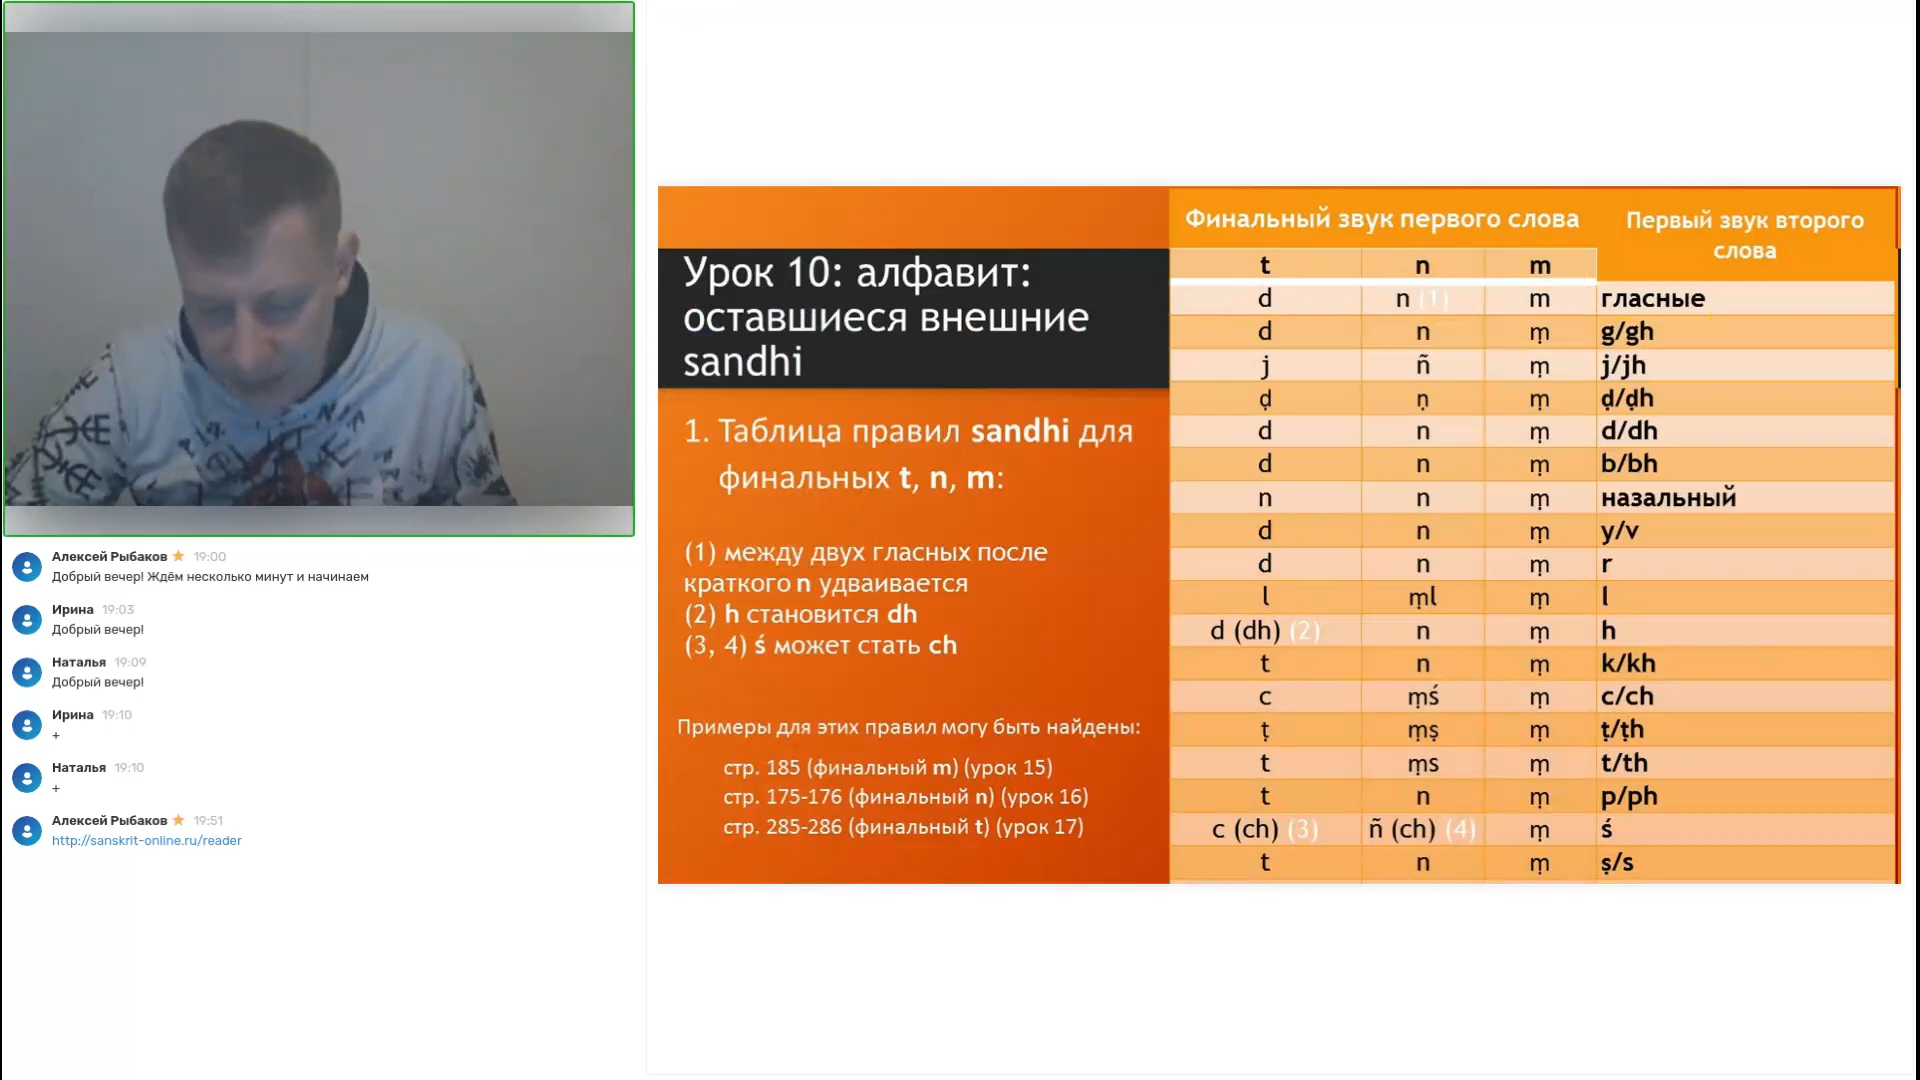 Алексей Рыбаков 19:00
Добрый вечер! Ждём несколько минут и начинаем
Ирина 19:03
Добрый вечер!
Наталья 19:09
Добрый вечер!
Ирина 19:10
+
Наталья 19:10
+
Алексей Рыбаков 19:51
http://sanskrit-online.ru/reader
Урок 10: алфавит:
оставшиеся внешние
sandhi
1. Таблица правил sandhi для
финальных t, n, m:
(1) между двух гласных после
краткого n удваивается
(2) h становится dh
(3, 4) ś может стать ch
Примеры для этих правил могу быть найдены:
стр. 185 (финальный m) (урок 15)
стр. 175-176 (финальный n) (урок 16)
стр. 285-286 (финальный t) (урок 17)
Финальный звук первого слова Первый звук второго
слова
t n m
d n (1) m гласные
d n ṃ g/gh
j ñ ṃ j/jh
ḍ ṇ ṃ ḍ/ḍh
d n ṃ d/dh
d n ṃ b/bh
n n ṃ назальный
d n ṃ y/v
d n ṃ r
l ṃl ṃ l
d (dh) (2) n ṃ h
t n ṃ k/kh
c ṃś ṃ c/ch
ṭ ṃṣ ṃ ṭ/ṭh
t ṃs ṃ t/th
t n ṃ p/ph
c (ch) (3) ñ (ch) (4) ṃ ś
t n ṃ ṣ/s